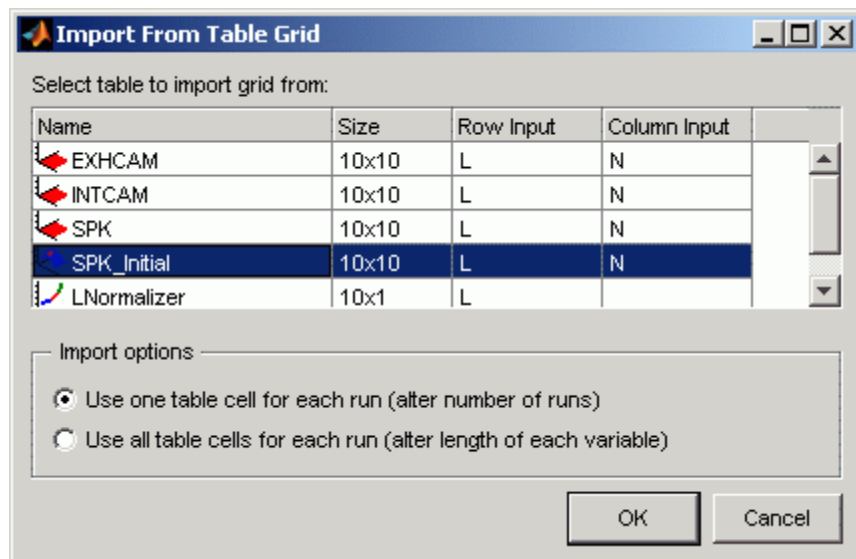 Import From Table Grid
Select table to import grid from:
Name Size Row Input Column Input
EXHCAM 10x10 L N
INTCAM 10x10 L N
SPK 10x10 L N
SPK_Initial 10x10 L N
LNormalizer 10x1 L
Import options
Use one table cell for each run (alter number of runs)
Use all table cells for each run (alter length of each variable)
OK Cancel